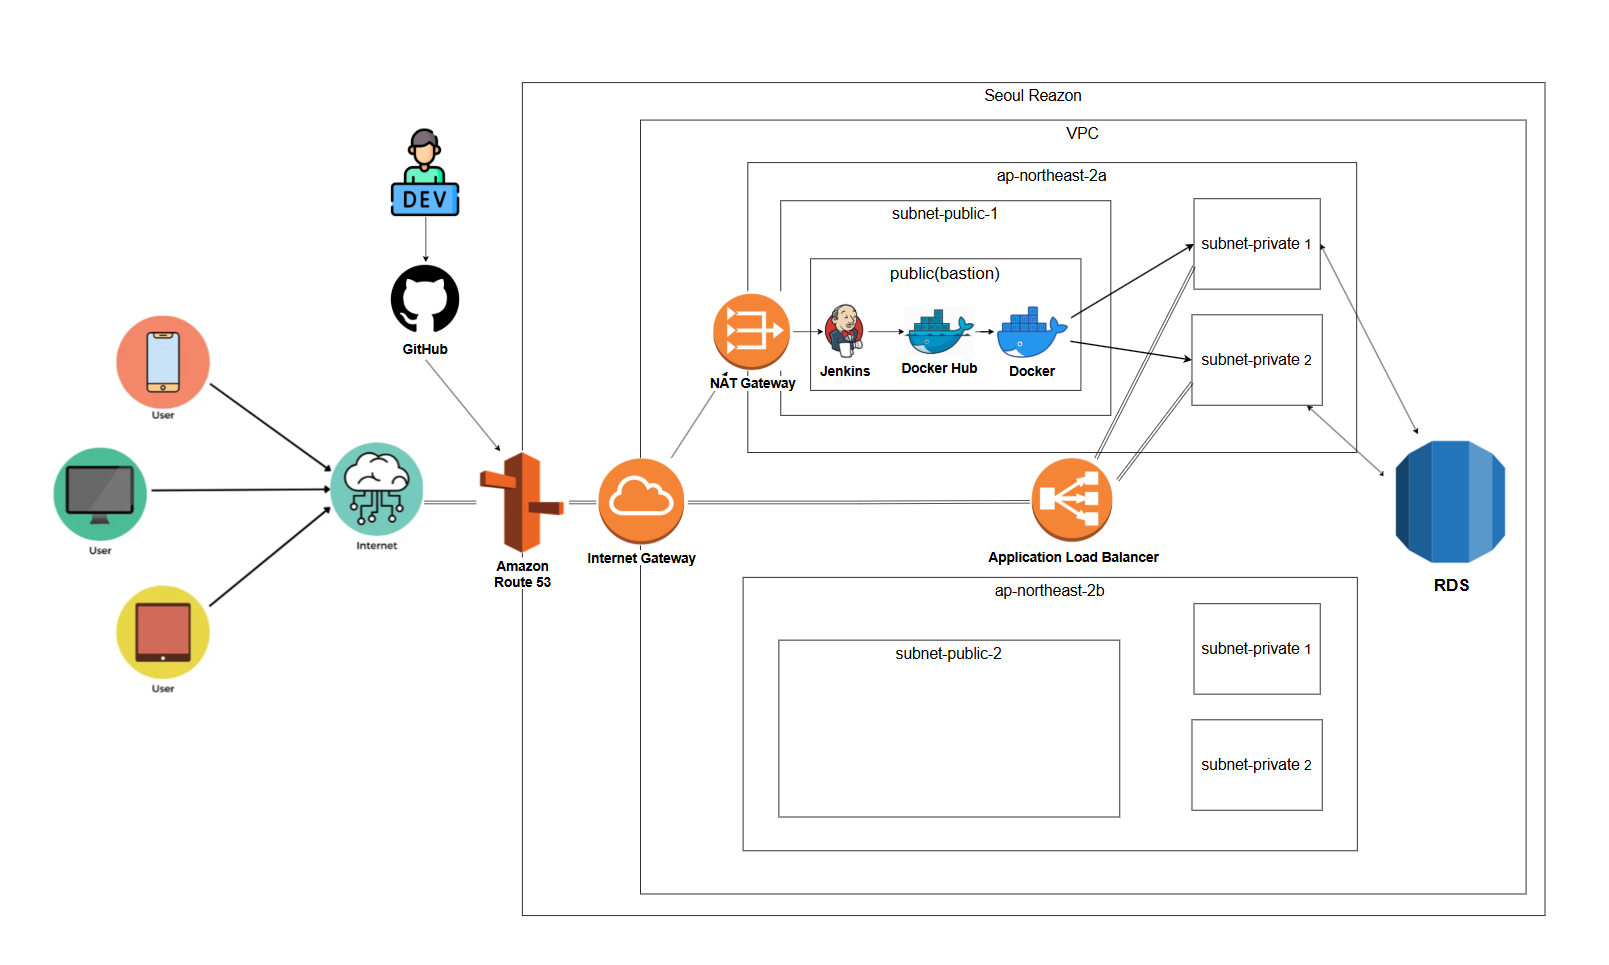 Seoul Reazon
VPC
ap-northeast-2a
subnet-public-1
public(bastion)
DEV
GitHub
User
User
User
Internet
Amazon
Route 53
Internet Gateway
NAT Gateway
Jenkins
Docker Hub
Docker
subnet-private 1
subnet-private 2
Application Load Balancer
RDS
ap-northeast-2b
subnet-public-2
subnet-private 1
subnet-private 2